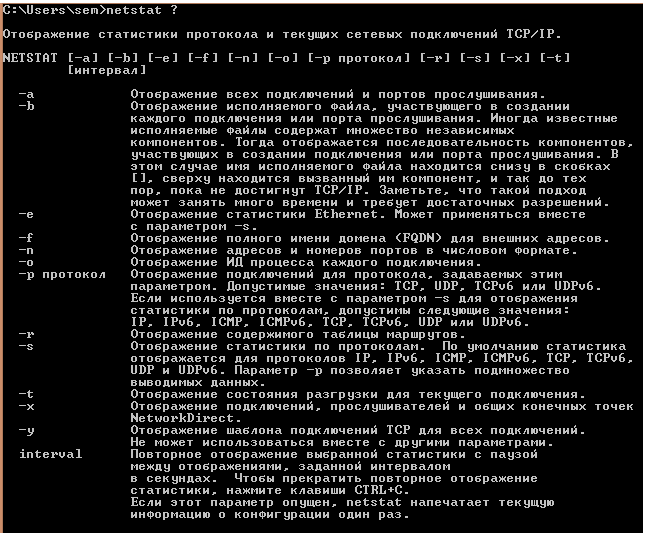 C:\Users\sem>netstat ?
Отображение статистики протокола и текущих сетевых подключений TCP/IP.
NETSTAT [-a] [-b] [-e] [-f] [-n] [-o] [-p протокол] [-r] [-s] [-x] [-t]
[интервал]
-a Отображение всех подключений и портов прослушивания.
-b Отображение исполняемого файла, участвующего в создании
каждого подключения или порта прослушивания. Иногда известные
исполняемые файлы содержат множество независимых
компонентов. Тогда отображается последовательность компонентов,
участвующих в создании подключения или порта прослушивания. В
этом случае имя исполняемого файла находится снизу в скобках
[], сверху находится вызванный им компонент, и так до тех
пор, пока не достигнут TCP/IP. Заметьте, что такой подход
может занять много времени и требует достаточных разрешений.
-e Отображение статистики Ethernet. Может применяться вместе
с параметром -s.
-f Отображение полного имени домена (FQDN) для внешних адресов.
-n Отображение адресов и номеров портов в числовом формате.
-o Отображение ИД процесса каждого подключения.
-p протокол Отображение подключений для протокола, задаваемых этим
параметром. Допустимые значения: TCP, UDP, TCPv6 или UDPv6.
Если используется вместе с параметром -s для отображения
статистики по протоколам, допустимы следующие значения:
IP, IPv6, ICMP, ICMPv6, TCP, TCPv6, UDP или UDPv6.
-r Отображение содержимого таблицы маршрутов.
-s Отображение статистики по протоколам. По умолчанию статистика
отображается для протоколов IP, IPv6, ICMP, ICMPv6, TCP, TCPv6,
UDP и UDPv6. Параметр -p позволяет указать подмножество
выводимых данных.
-t Отображение состояния разгрузки для текущего подключения.
-x Отображение подключений, прослушивателей и общих конечных точек
NetworkDirect.
-y Отображение шаблона подключений TCP для всех подключений.
Не может использоваться вместе с другими параметрами.
interval Повторное отображение выбранной статистики с паузой
между отображениями, заданной интервалом
в секундах. Чтобы прекратить повторное отображение
статистики, нажмите клавиши CTRL+C.
Если этот параметр опущен, netstat напечатает текущую
информацию о конфигурации один раз.